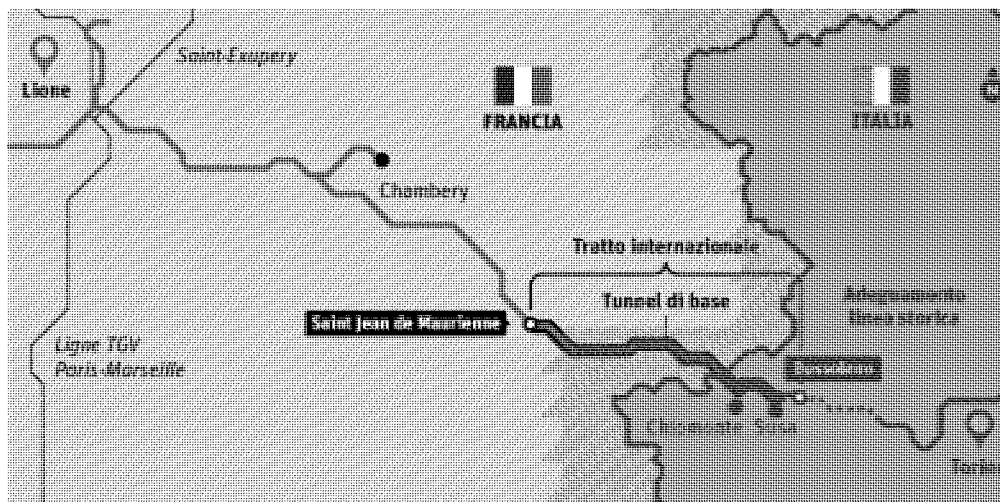 Saint-Exupery
Lione
FRANCIA
ITALIA
N
Chambery
Tratto internazionale
Tunnel di base
Adeguamento
linea storica
Saint Jean de Maurienne
Ligne TGV
Paris-Marseille
Bussoleno
Chiomonte Susa
Torino